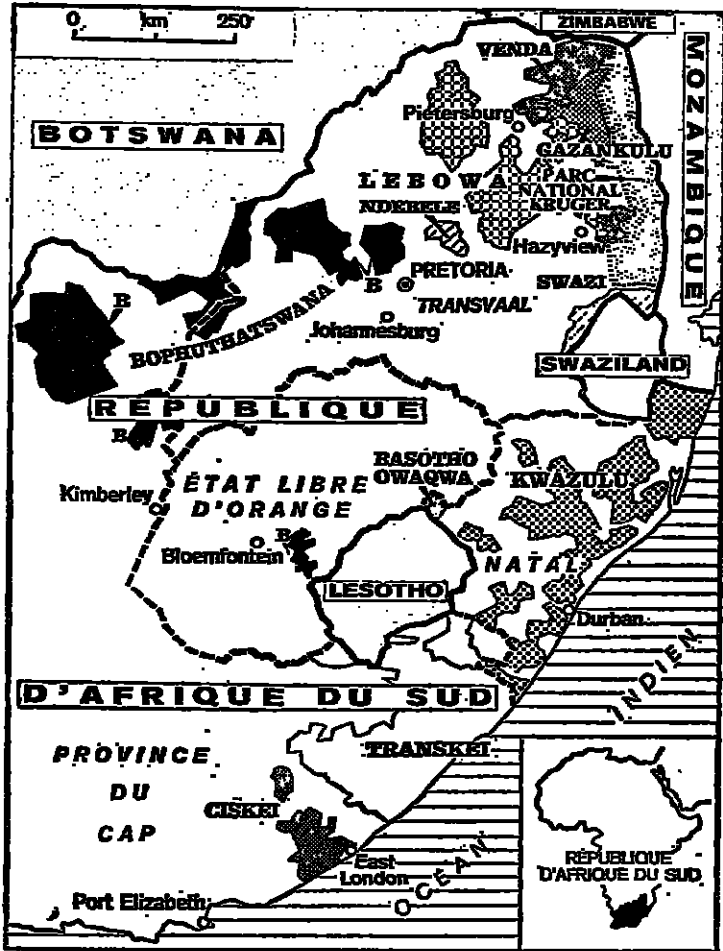 0 km 250
ZIMBABWE
VENDA
MOZAMBIQUE
Pietersburg
BOTSWANA
GAZANKULU
LEBOWA
PARC
NATIONAL
KRUGER
NDEBELE
Hazyview
B
PRETORIA
SWAZI
B
TRANSVAAL
BOPHUTHATSWANA
Johannesburg
SWAZILAND
RÉPUBLIQUE
B
BASOTHO
QWAQWA
KWAZULU
Kimberley
ÉTAT LIBRE
D'ORANGE
B
Bloemfontein
NATAL
LESOTHO
Durban
D'AFRIQUE DU SUD
INDIEN
PROVINCE
DU
CAP
TRANSKEI
CISKEI
East
London
OCÉAN
Port Elizabeth
RÉPUBLIQUE
D'AFRIQUE DU SUD